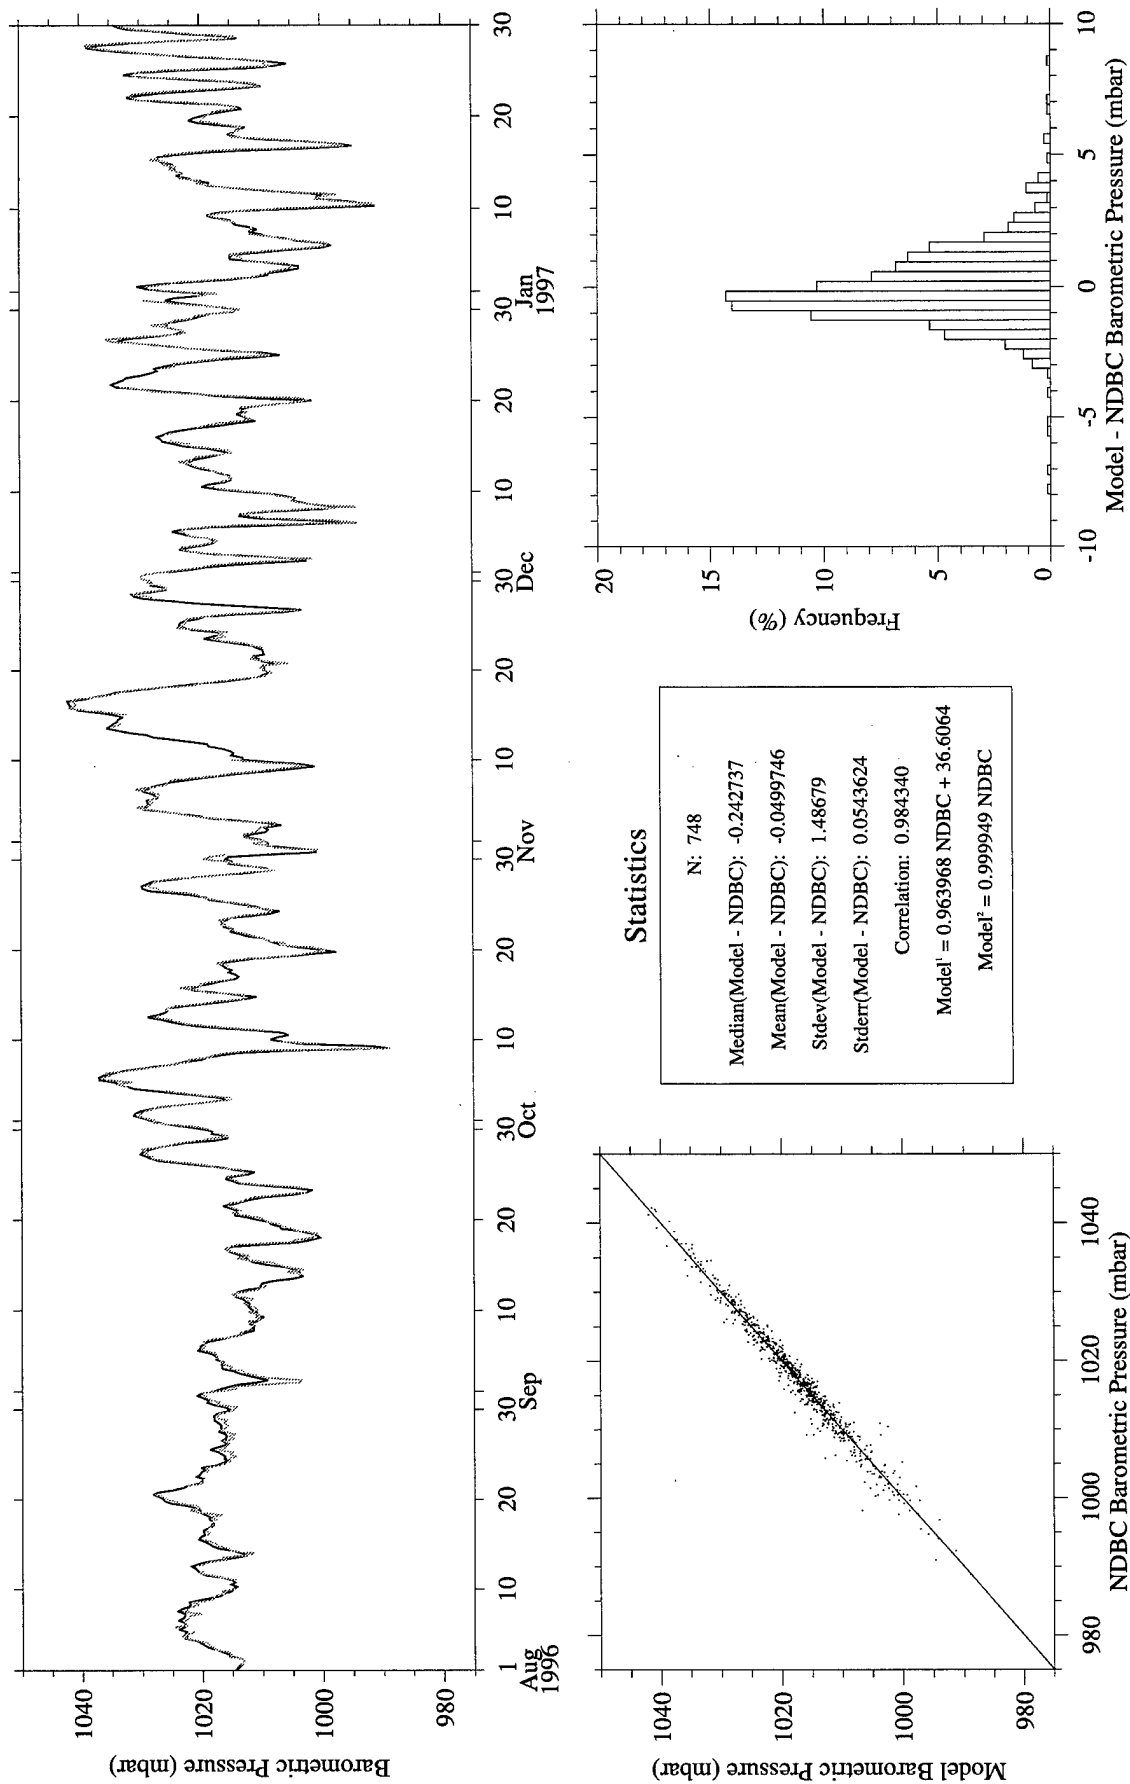 Barometric Pressure (mbar)
1040
1020
1000
980
1 10 20 30 10 20 30 10 20 30 10 20 30 10 20 30 10 20 30
Aug Sep Oct Nov Dec Jan
1996 1997
Model Barometric Pressure (mbar)
1040
1020
1000
980 1000 1020 1040
NDBC Barometric Pressure (mbar)
Statistics
N: 748
Median(Model - NDBC): -0.242737
Mean(Model - NDBC): -0.0499746
Stdev(Model - NDBC): 1.48679
Stderr(Model - NDBC): 0.0543624
Correlation: 0.984340
Model¹ = 0.963968 NDBC + 36.6064
Model² = 0.999949 NDBC
Frequency (%)
20
15
10
5
0
-10 -5 0 5 10
Model - NDBC Barometric Pressure (mbar)